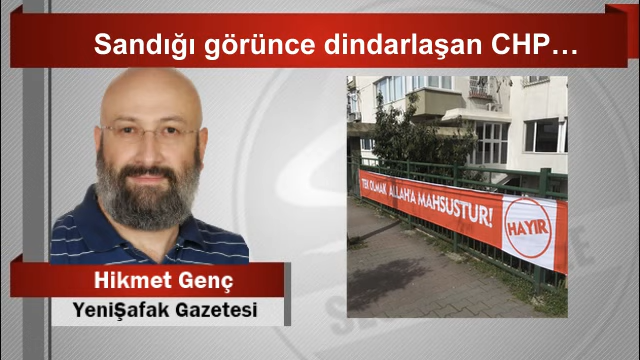 Sandığı görünce dindarlaşan CHP...
TEK OLMAK ALLAH'A MAHSUSTUR!
HAYIR
Hikmet Genç
YeniŞafak Gazetesi